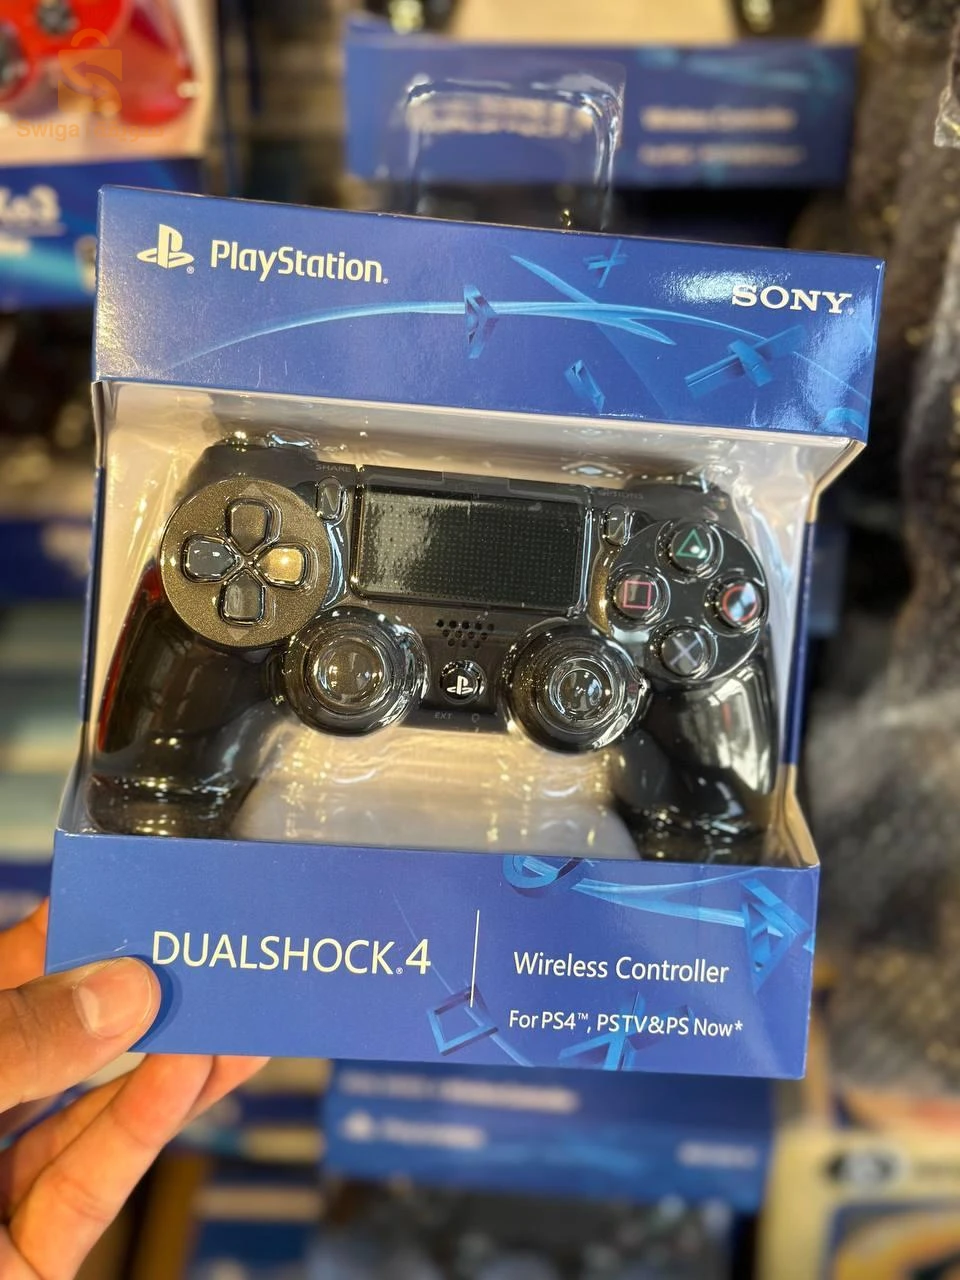 PlayStation®
SONY®
SHARE
OPTIONS
EXT
DUALSHOCK®4
Wireless Controller
For PS4™, PSTV&PS Now*